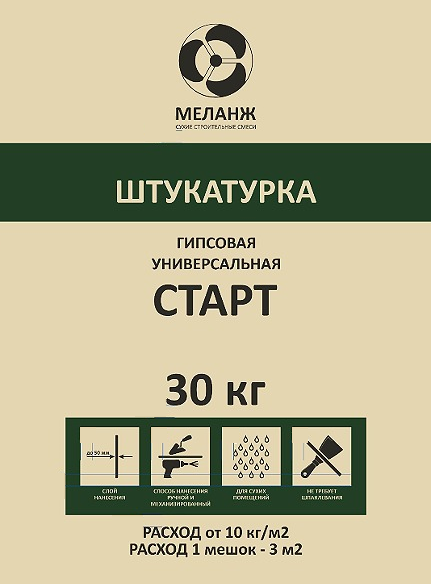 МЕЛАНЖ
СУХИЕ СТРОИТЕЛЬНЫЕ СМЕСИ
ШТУКАТУРКА
ГИПСОВАЯ
УНИВЕРСАЛЬНАЯ
СТАРТ
30 кг
до 50 мм
СЛОЙ
НАНЕСЕНИЯ
СПОСОБ НАНЕСЕНИЯ
РУЧНОЙ И
МЕХАНИЗИРОВАННЫЙ
ДЛЯ СУХИХ
ПОМЕЩЕНИЙ
НЕ ТРЕБУЕТ
ШПАКЛЕВАНИЯ
РАСХОД от 10 кг/м2
РАСХОД 1 мешок - 3 м2